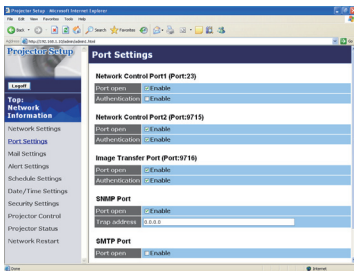 Projector Setup - Microsoft Internet Explorer
File Edit View Favorites Tools Help
Back
Search
Favorites
Address
Go
Projector Setup
Logoff
Top:
Network
Information
Network Settings
Port Settings
Mail Settings
Alert Settings
Schedule Settings
Date/Time Settings
Security Settings
Projector Control
Projector Status
Network Restart
Port Settings
Network Control Port1 (Port:23)
Port open Enable
Authentication Enable
Network Control Port2 (Port:9715)
Port open Enable
Authentication Enable
Image Transfer Port (Port:9716)
Port open Enable
Authentication Enable
SNMP Port
Port open Enable
Trap address 0.0.0.0
SMTP Port
Port open Enable
Done
Internet